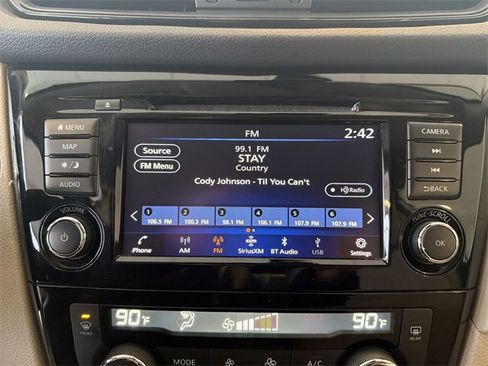 MENU
MAP
AUDIO
VOLUME
FM
2:42
Source
FM Menu
99.1 FM
STAY
Country
Cody Johnson - Til You Can't
HD Radio
1 2 3 4 5 6
106.5 FM 100.3 FM 98.1 FM 106.1 FM 107.9 FM 107.9 FM
Phone AM FM SiriusXM BT Audio USB Settings
CAMERA
BACK
TUNE·SCROLL
OK
90°F
FRONT
90°F
REAR
MODE
A/C